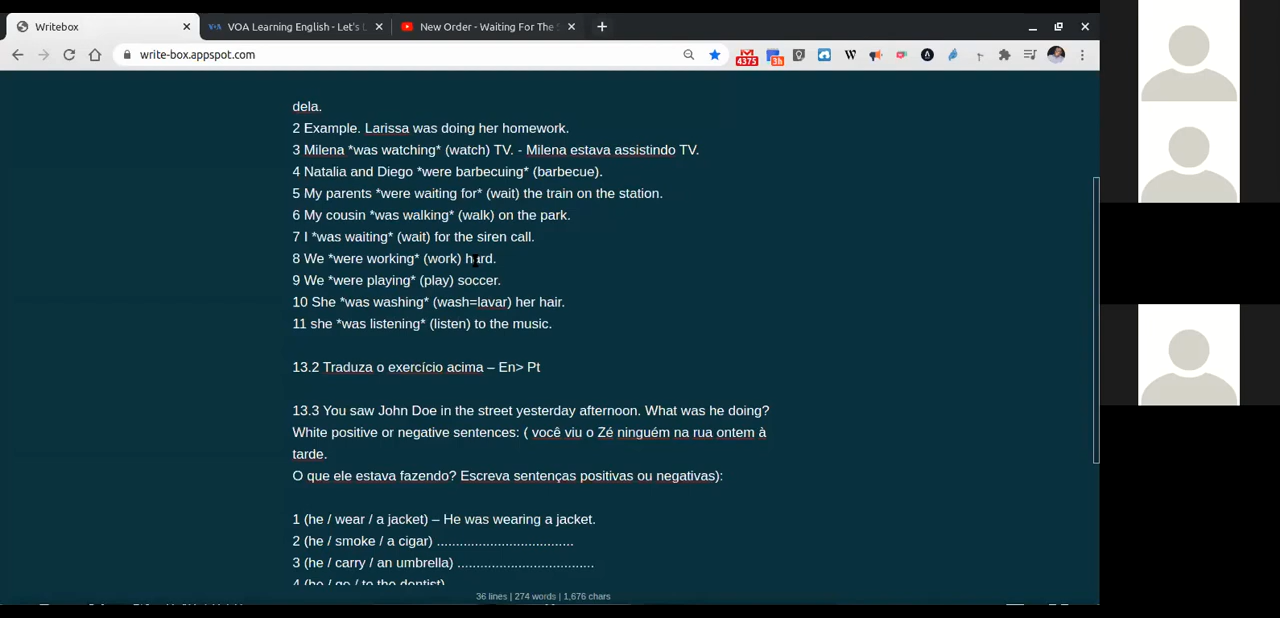 Writebox
VOA Learning English - Let's L
New Order - Waiting For The S
write-box.appspot.com
4375
3h
W
dela.
2 Example. Larissa was doing her homework.
3 Milena *was watching* (watch) TV. - Milena estava assistindo TV.
4 Natalia and Diego *were barbecuing* (barbecue).
5 My parents *were waiting for* (wait) the train on the station.
6 My cousin *was walking* (walk) on the park.
7 I *was waiting* (wait) for the siren call.
8 We *were working* (work) hard.
9 We *were playing* (play) soccer.
10 She *was washing* (wash=lavar) her hair.
11 she *was listening* (listen) to the music.
13.2 Traduza o exercício acima – En> Pt
13.3 You saw John Doe in the street yesterday afternoon. What was he doing?
White positive or negative sentences: ( você viu o Zé ninguém na rua ontem à
tarde.
O que ele estava fazendo? Escreva sentenças positivas ou negativas):
1 (he / wear / a jacket) – He was wearing a jacket.
2 (he / smoke / a cigar) ...................................
3 (he / carry / an umbrella) ...................................
4 (he / go / to the dentist)
36 lines | 274 words | 1,676 chars